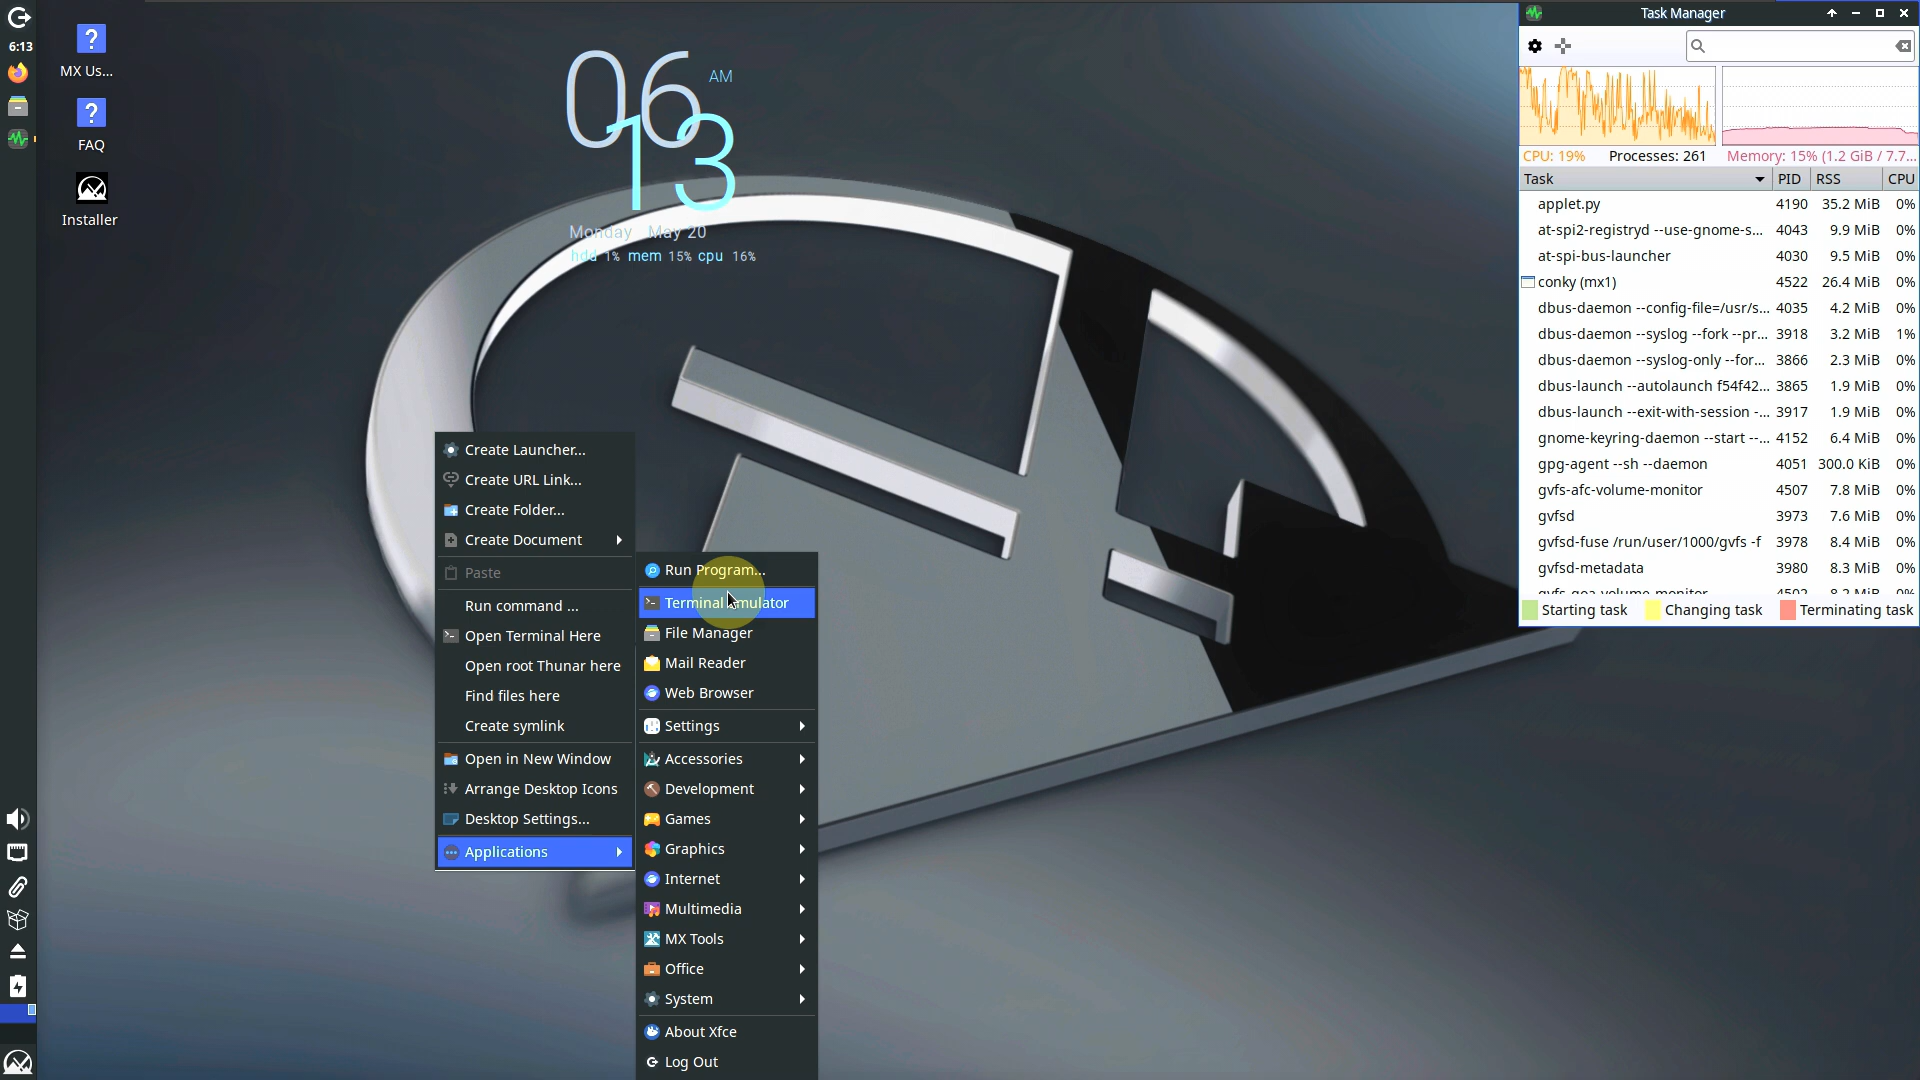 6:13
MX Us...
FAQ
Installer
06 AM
13
Monday May 20
hdd 1% mem 15% cpu 16%
Create Launcher...
Create URL Link...
Create Folder...
Create Document
Paste
Run command ...
Open Terminal Here
Open root Thunar here
Find files here
Create symlink
Open in New Window
Arrange Desktop Icons
Desktop Settings...
Applications
Run Program...
Terminal Emulator
File Manager
Mail Reader
Web Browser
Settings
Accessories
Development
Games
Graphics
Internet
Multimedia
MX Tools
Office
System
About Xfce
Log Out
Task Manager
CPU: 19% Processes: 261 Memory: 15% (1.2 GiB / 7.7...
Task PID RSS CPU
applet.py 4190 35.2 MiB 0%
at-spi2-registryd --use-gnome-s... 4043 9.9 MiB 0%
at-spi-bus-launcher 4030 9.5 MiB 0%
conky (mx1) 4522 26.4 MiB 0%
dbus-daemon --config-file=/usr/s... 4035 4.2 MiB 0%
dbus-daemon --syslog --fork --pr... 3918 3.2 MiB 1%
dbus-daemon --syslog-only --for... 3866 2.3 MiB 0%
dbus-launch --autolaunch f54f42... 3865 1.9 MiB 0%
dbus-launch --exit-with-session -... 3917 1.9 MiB 0%
gnome-keyring-daemon --start --... 4152 6.4 MiB 0%
gpg-agent --sh --daemon 4051 300.0 KiB 0%
gvfs-afc-volume-monitor 4507 7.8 MiB 0%
gvfsd 3973 7.6 MiB 0%
gvfsd-fuse /run/user/1000/gvfs -f 3978 8.4 MiB 0%
gvfsd-metadata 3980 8.3 MiB 0%
gvfs-goa-volume-monitor 4502 8.2 MiB 0%
Starting task Changing task Terminating task